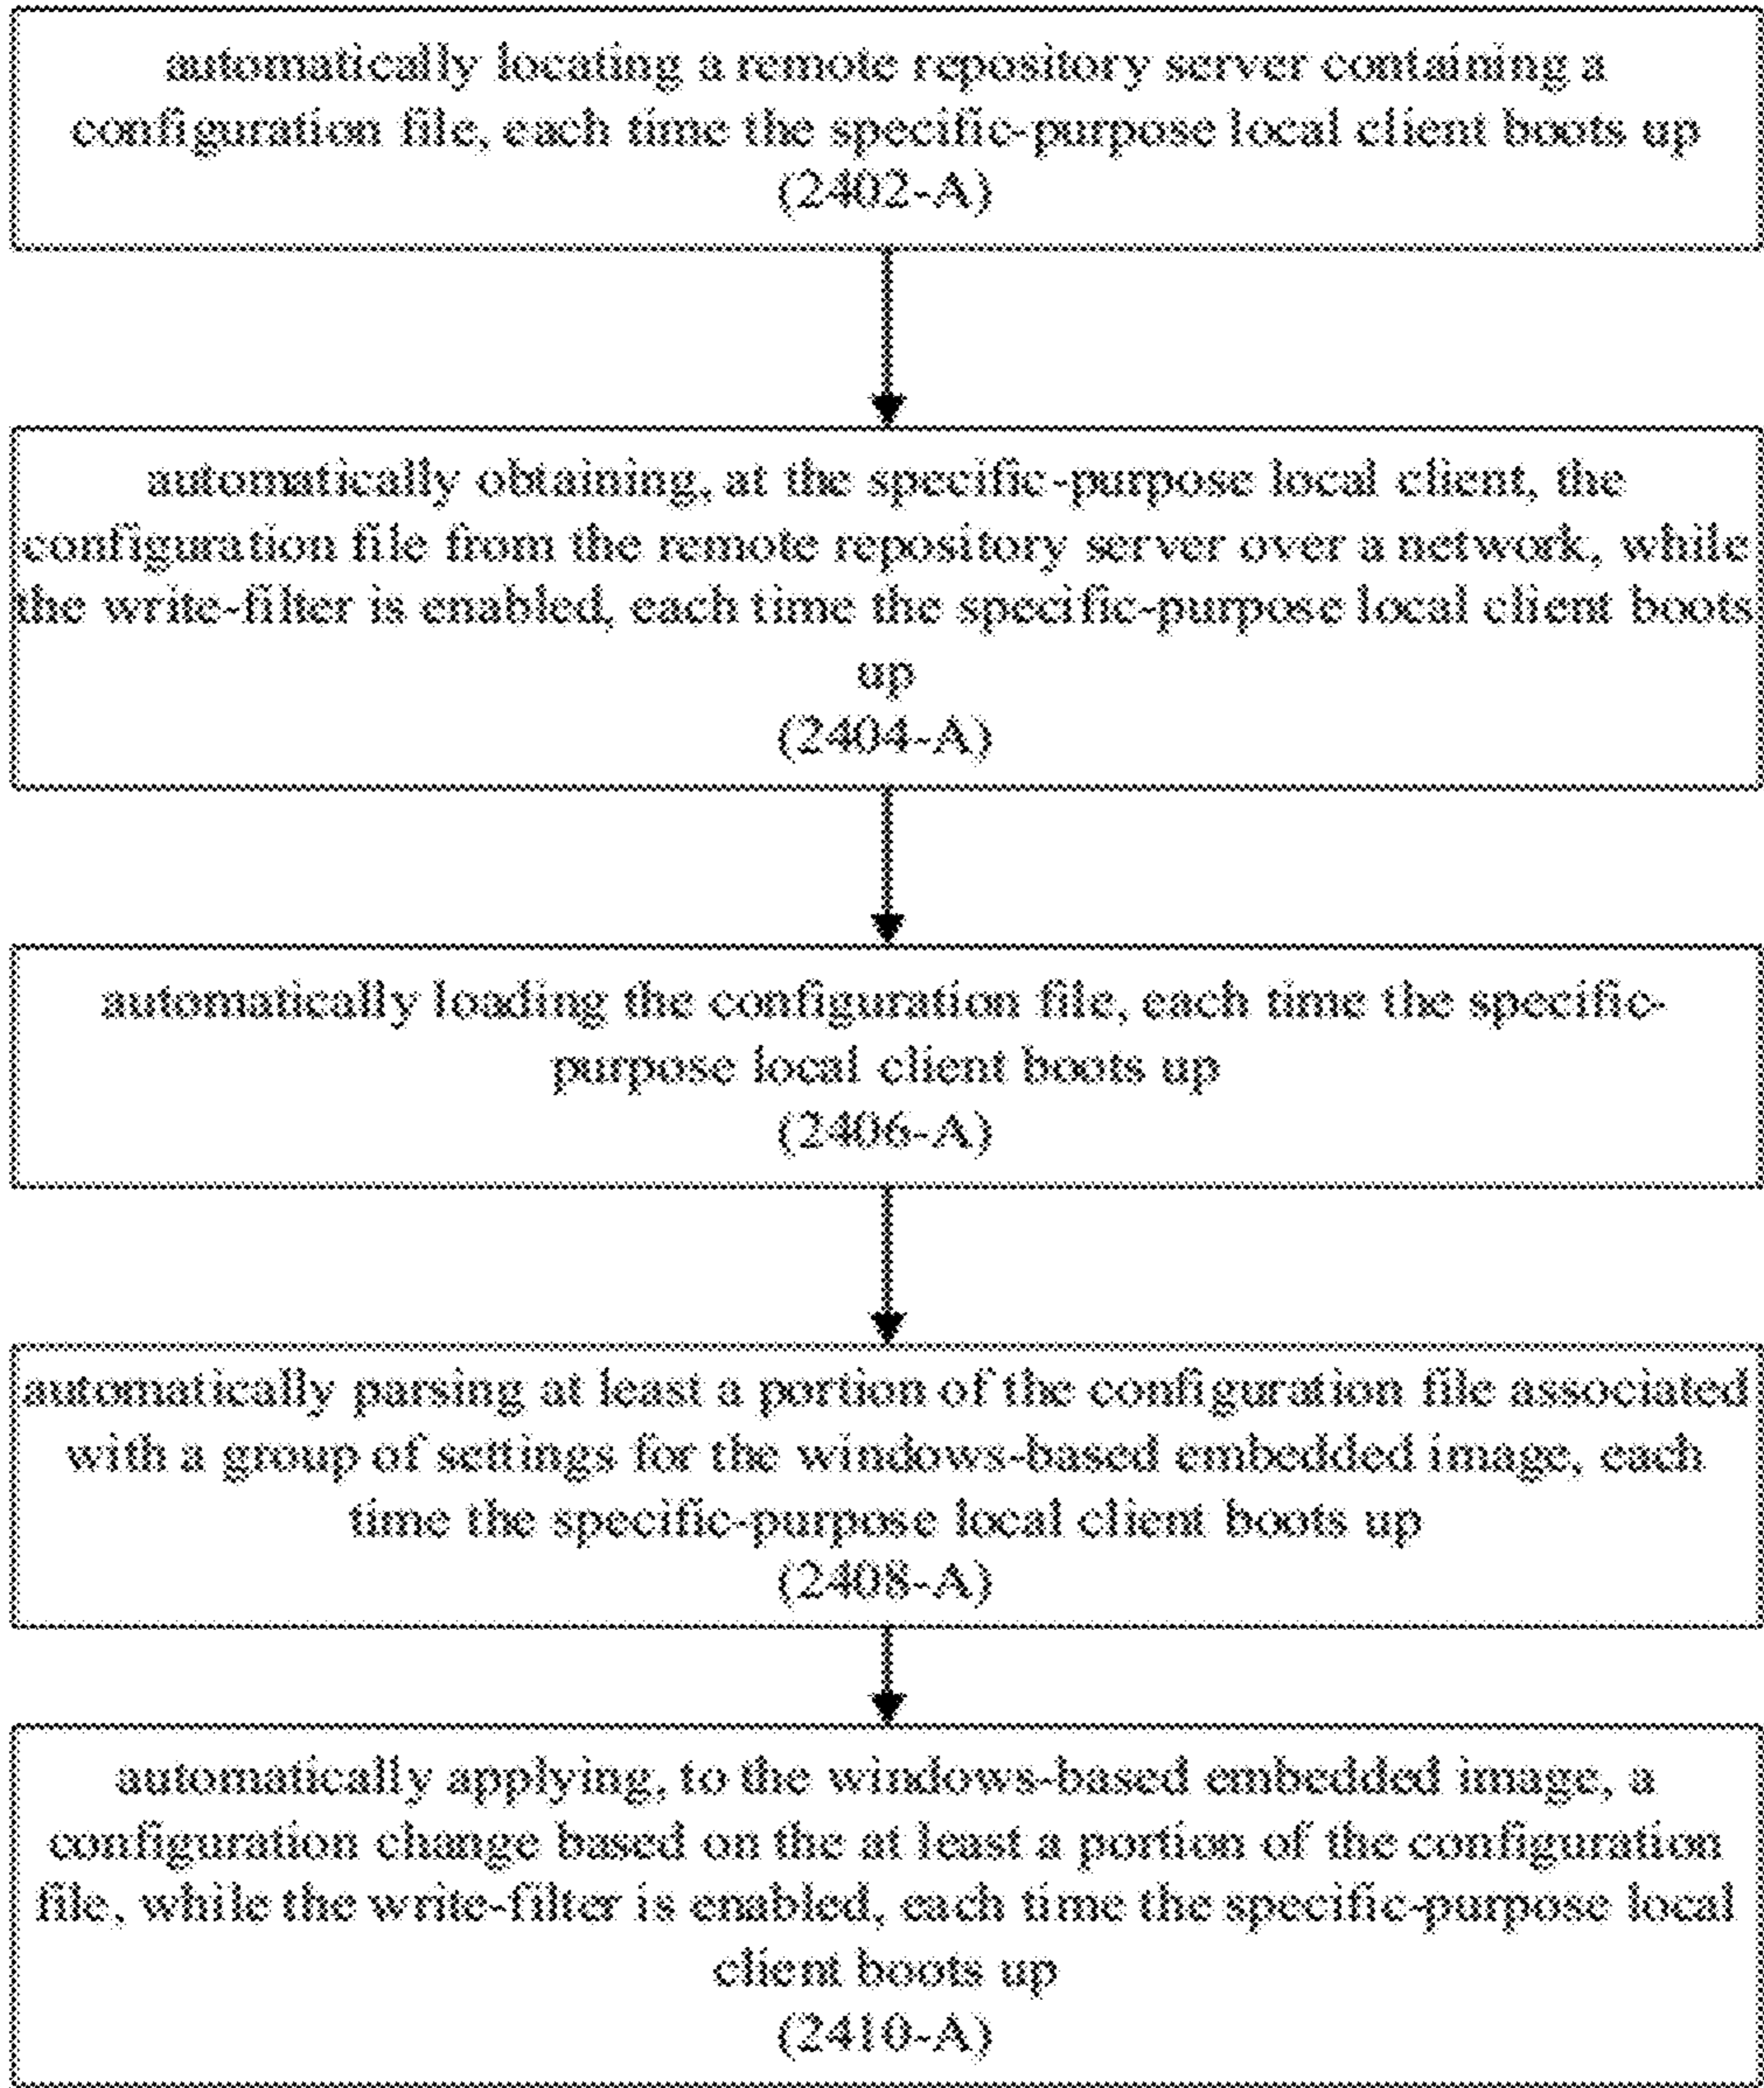 automatically locating a remote repository server containing a
configuration file, each time the specific-purpose local client boots up
(2402-A)
automatically obtaining, at the specific-purpose local client, the
configuration file from the remote repository server over a network, while
the write-filter is enabled, each time the specific-purpose local client boots
up
(2404-A)
automatically loading the configuration file, each time the specific-
purpose local client boots up
(2406-A)
automatically parsing at least a portion of the configuration file associated
with a group of settings for the windows-based embedded image, each
time the specific-purpose local client boots up
(2408-A)
automatically applying, to the windows-based embedded image, a
configuration change based on the at least a portion of the configuration
file, while the write-filter is enabled, each time the specific-purpose local
client boots up
(2410-A)